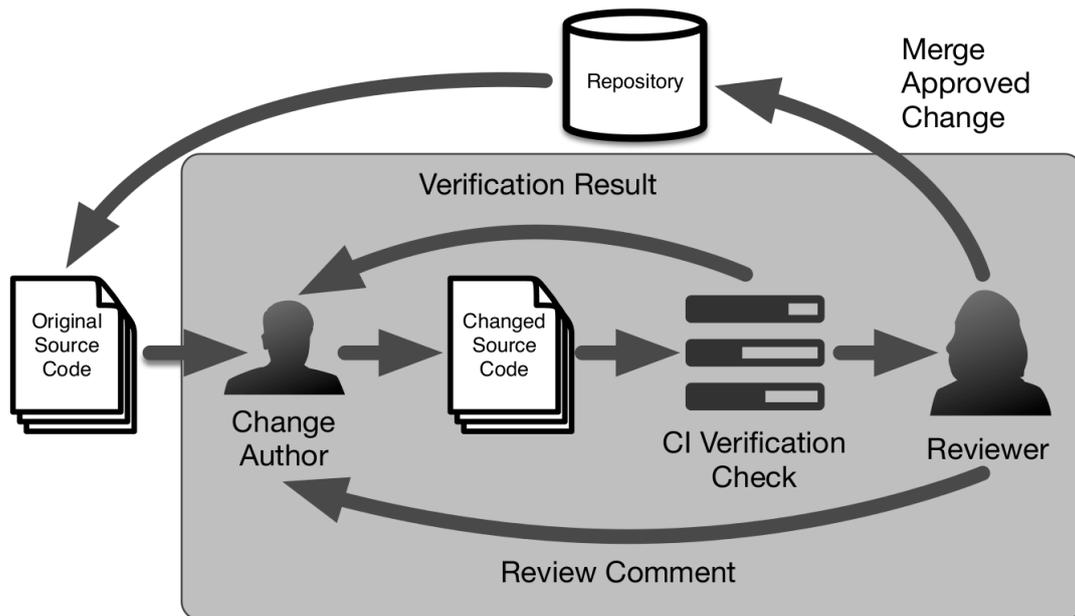 Repository
Merge
Approved
Change
Verification Result
Original
Source
Code
Changed
Source
Code
Change
Author
CI Verification
Check
Reviewer
Review Comment